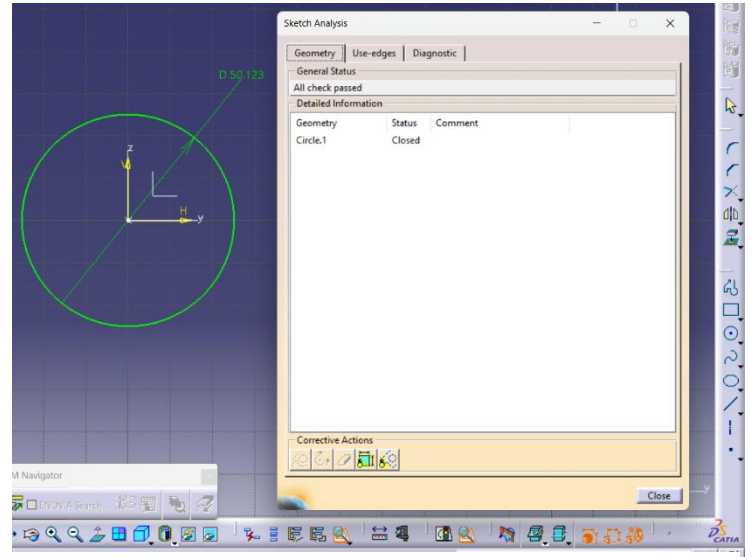 Sketch Analysis
Geometry Use-edges Diagnostic
General Status
All check passed
Detailed Information
Geometry Status Comment
Circle.1 Closed
D 50.123
z
V
H
y
Corrective Actions
Close
M Navigator
ENOVIA Search...
y
CATIA